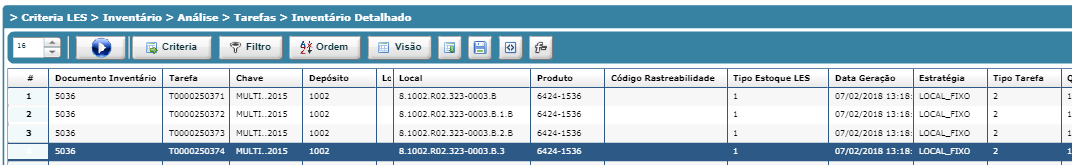 > Criteria LES > Inventário > Análise > Tarefas > Inventário Detalhado
16 Criteria Filtro Ordem Visão
# Documento Inventário Tarefa Chave Depósito Lo Local Produto Código Rastreabilidade Tipo Estoque LES Data Geração Estratégia Tipo Tarefa Q
1 5036 T0000250371 MULTI..2015 1002 8.1002.R02.323-0003.B 6424-1536 1 07/02/2018 13:18: LOCAL_FIXO 2 1
2 5036 T0000250372 MULTI..2015 1002 8.1002.R02.323-0003.B.1.B 6424-1536 1 07/02/2018 13:18: LOCAL_FIXO 2 1
3 5036 T0000250373 MULTI..2015 1002 8.1002.R02.323-0003.B.2.B 6424-1536 1 07/02/2018 13:18: LOCAL_FIXO 2 1
5036 T0000250374 MULTI..2015 1002 8.1002.R02.323-0003.B.3 6424-1536 1 07/02/2018 13:18: LOCAL_FIXO 2 1